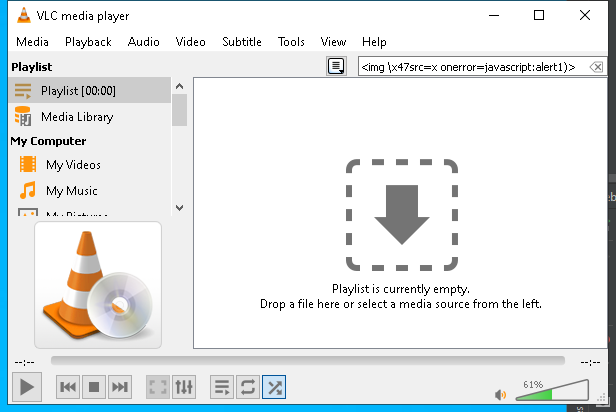 VLC media player
Media Playback Audio Video Subtitle Tools View Help
Playlist
<img \x47src=x onerror=javascript:alert1)>
Playlist [00:00]
Media Library
My Computer
My Videos
My Music
My Pictures
Playlist is currently empty.
Drop a file here or select a media source from the left.
--:--
--:--
61%